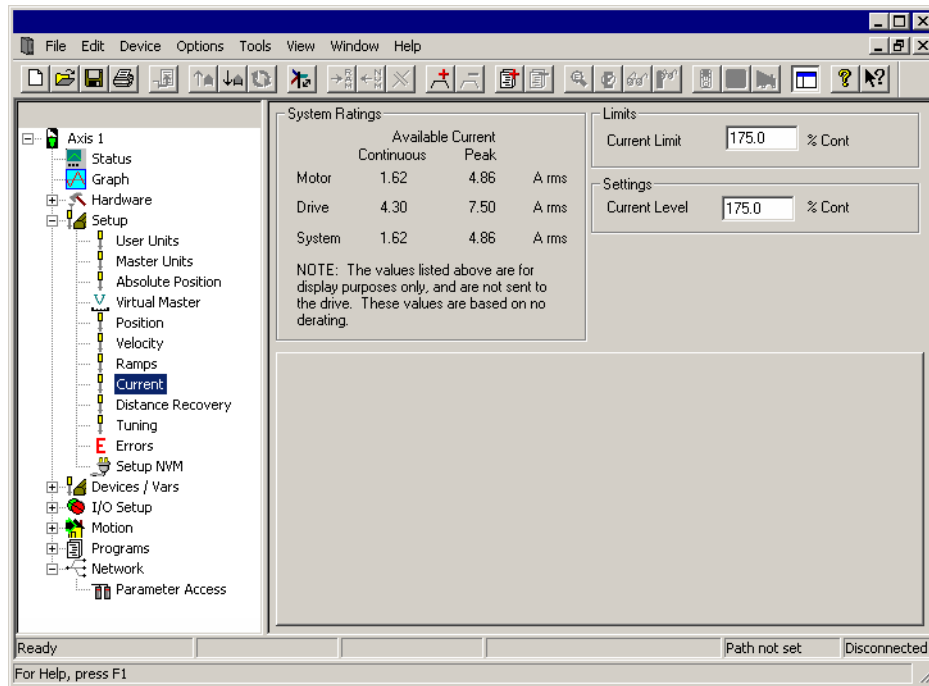 File Edit Device Options Tools View Window Help
Axis 1
Status
Graph
Hardware
Setup
User Units
Master Units
Absolute Position
Virtual Master
Position
Velocity
Ramps
Current
Distance Recovery
Tuning
E Errors
Setup NVM
Devices / Vars
I/O Setup
Motion
Programs
Network
Parameter Access
System Ratings
Available Current
Continuous Peak
Motor 1.62 4.86 A rms
Drive 4.30 7.50 A rms
System 1.62 4.86 A rms
NOTE: The values listed above are for
display purposes only, and are not sent to
the drive. These values are based on no
derating.
Limits
Current Limit 175.0 % Cont
Settings
Current Level 175.0 % Cont
Ready Path not set Disconnected
For Help, press F1